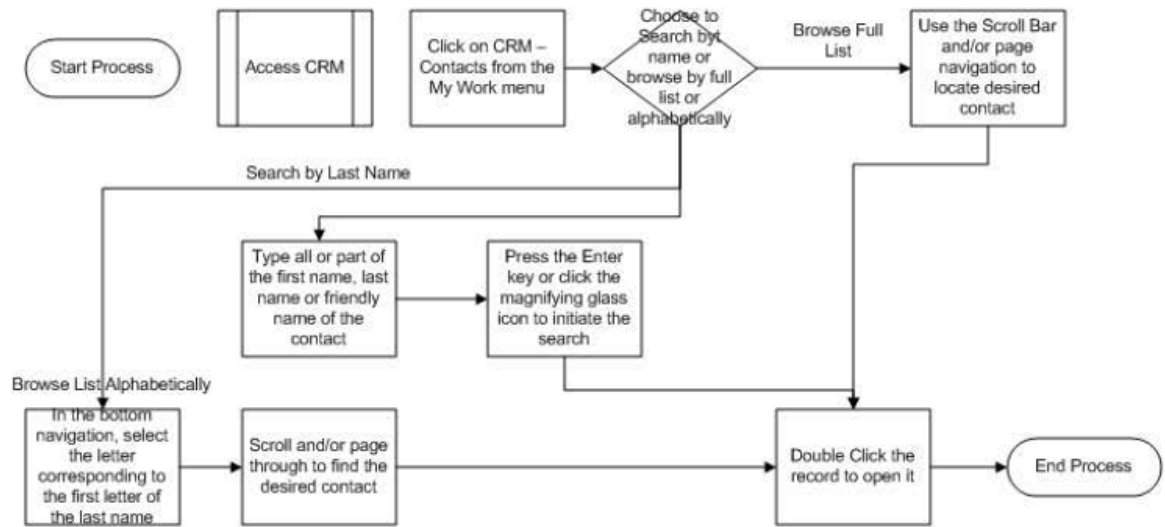 Start Process
Access CRM
Click on CRM –
Contacts from the
My Work menu
Choose to
Search byt
name or
browse by full
list or
alphabetically
Browse Full
List
Use the Scroll Bar
and/or page
navigation to
locate desired
contact
Search by Last Name
Type all or part of
the first name, last
name or friendly
name of the
contact
Press the Enter
key or click the
magnifying glass
icon to initiate the
search
Browse List Alphabetically
In the bottom
navigation, select
the letter
corresponding to
the first letter of
the last name
Scroll and/or page
through to find the
desired contact
Double Click the
record to open it
End Process